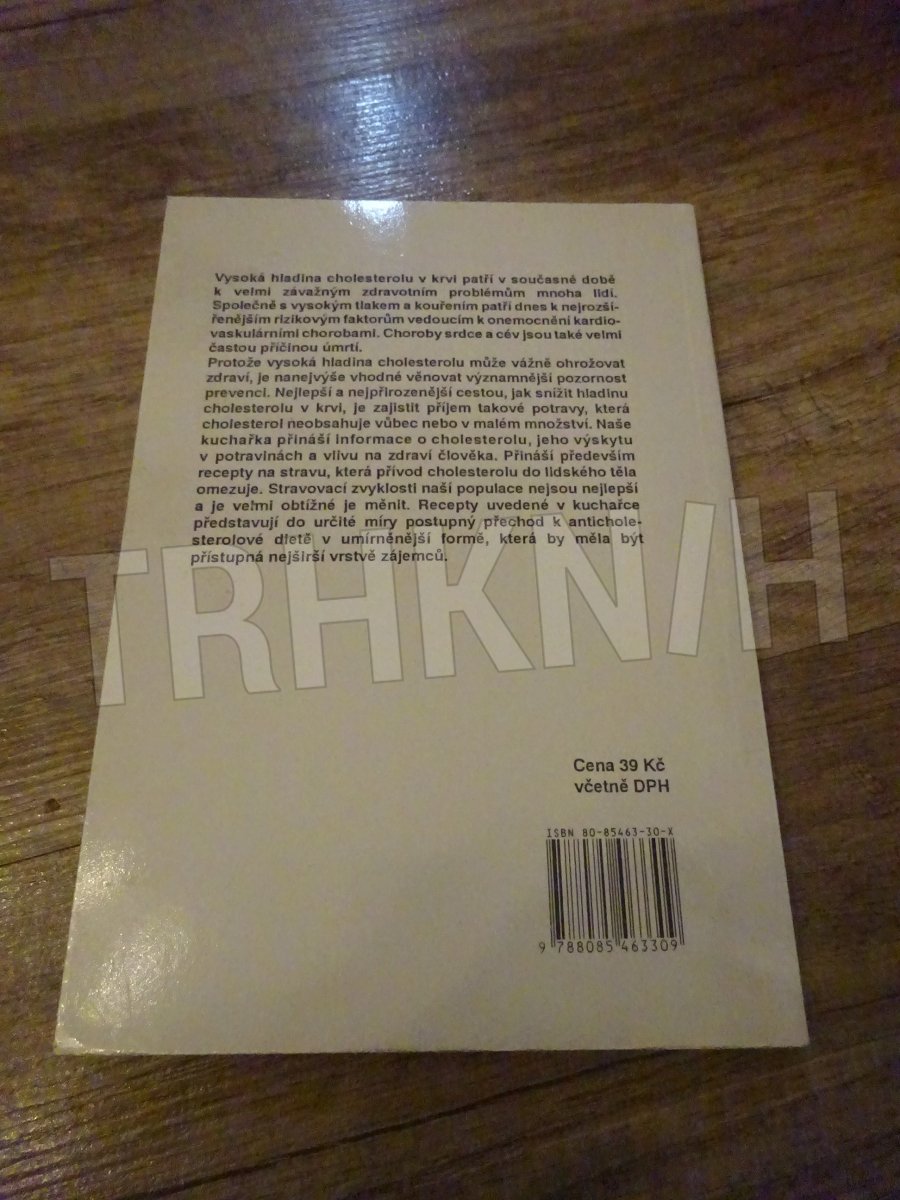 Vysoká hladina cholesterolu v krvi patří v současné době
k velmi závažným zdravotním problémům mnoha lidí.
Společně s vysokým tlakem a kouřením patří dnes k nejrozší-
řenějším rizikovým faktorům vedoucím k onemocnění kardio-
vaskulárními chorobami. Choroby srdce a cév jsou také velmi
častou příčinou úmrtí.
Protože vysoká hladina cholesterolu může vážně ohrožovat
zdraví, je nanejvýše vhodné věnovat významnější pozornost
prevenci. Nejlepší a nejpřirozenější cestou, jak snížit hladinu
cholesterolu v krvi, je zajistit příjem takové potravy, která
cholesterol neobsahuje vůbec nebo v malém množství. Naše
kuchařka přináší informace o cholesterolu, jeho výskytu
v potravinách a vlivu na zdraví člověka. Přináší především
recepty na stravu, která přívod cholesterolu do lidského těla
omezuje. Stravovací zvyklosti naší populace nejsou nejlepší
a je velmi obtížné je měnit. Recepty uvedené v kuchařce
představují do určité míry postupný přechod k antichole-
sterolové dietě v umírněnější formě, která by měla být
přístupná nejširší vrstvě zájemců.
TRHKNIH
Cena 39 Kč
včetně DPH
ISBN 80-85463-30-X
9 788085 463309